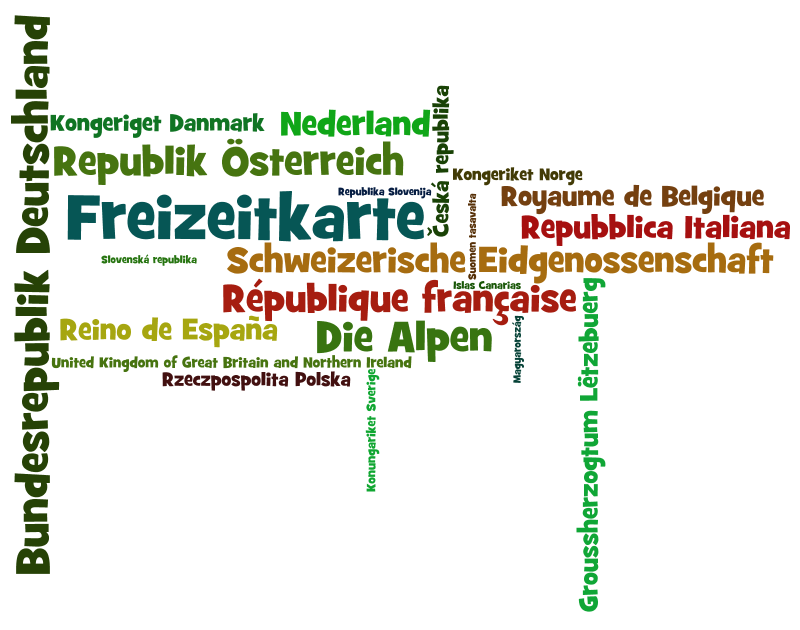 Bundesrepublik Deutschland
Kongeriget Danmark
Nederland
Česká republika
Republik Österreich
Kongeriket Norge
Republika Slovenija
Royaume de Belgique
Freizeitkarte
Suomen tasavalta
Repubblica Italiana
Slovenská republika
Schweizerische Eidgenossenschaft
Islas Canarias
République française
Groussherzogtum Lëtzebuerg
Reino de España
Die Alpen
Magyarország
United Kingdom of Great Britain and Northern Ireland
Rzeczpospolita Polska
Konungariket Sverige